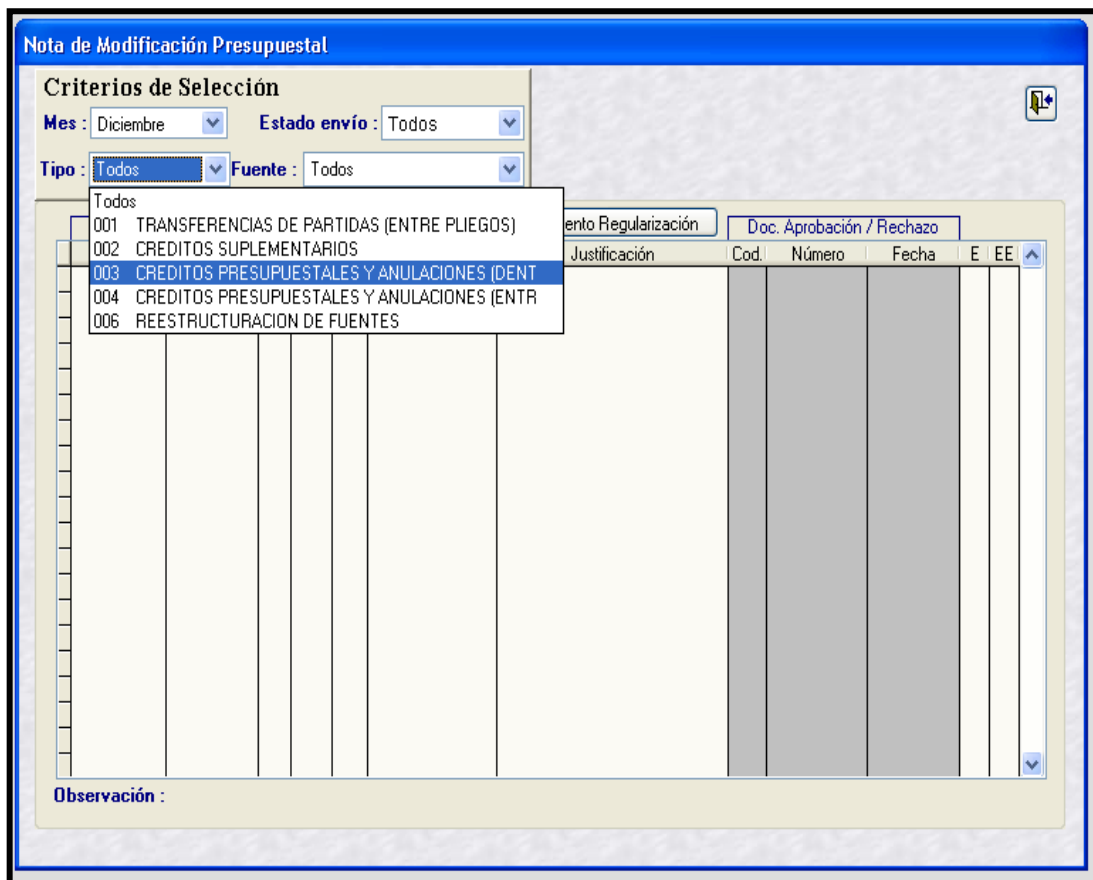 Nota de Modificación Presupuestal
Criterios de Selección
Mes : Diciembre Estado envío : Todos
Tipo : Todos Fuente : Todos
Todos
001 TRANSFERENCIAS DE PARTIDAS (ENTRE PLIEGOS)
002 CREDITOS SUPLEMENTARIOS
003 CREDITOS PRESUPUESTALES Y ANULACIONES (DENT
004 CREDITOS PRESUPUESTALES Y ANULACIONES (ENTR
006 REESTRUCTURACION DE FUENTES
ento Regularización Doc. Aprobación / Rechazo
Justificación Cod. Número Fecha E EE
Observación :